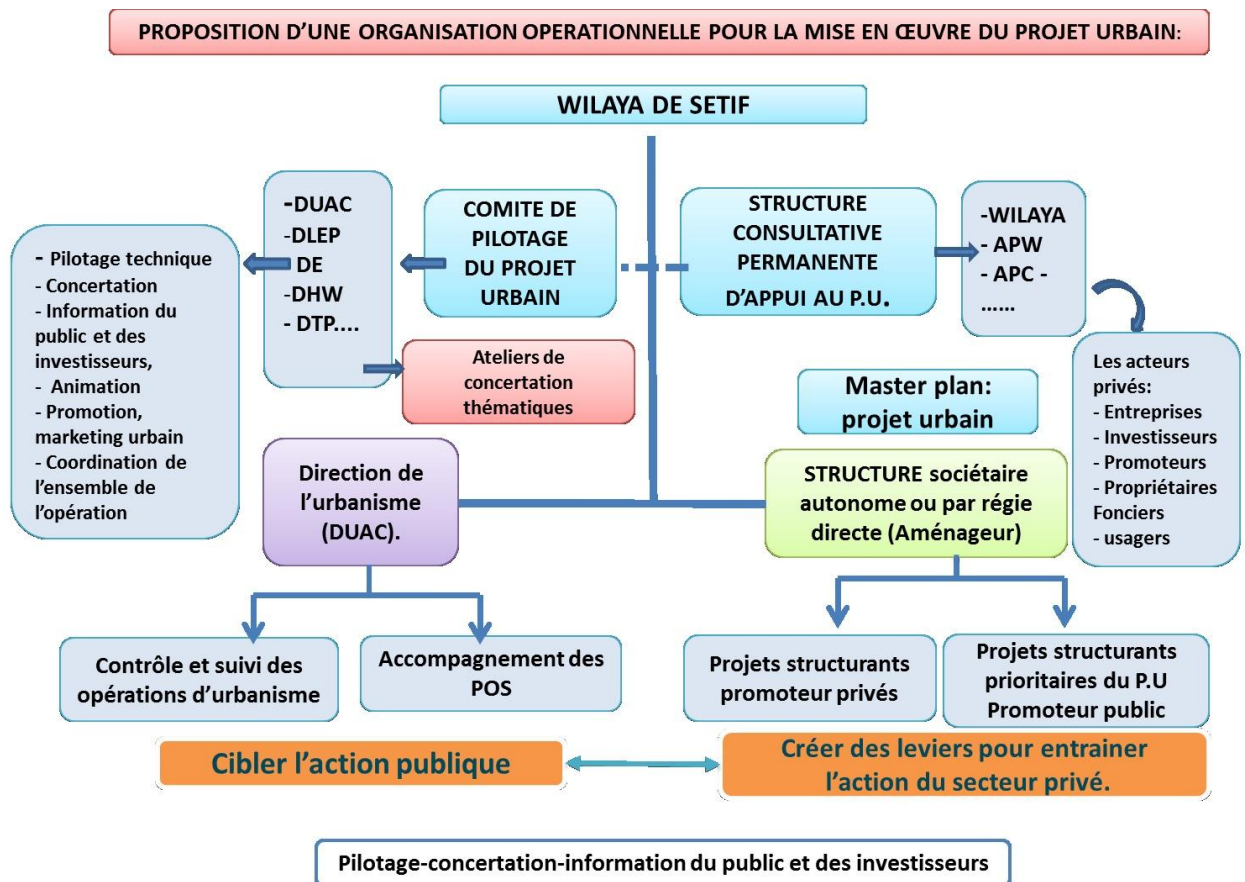 PROPOSITION D’UNE ORGANISATION OPERATIONNELLE POUR LA MISE EN ŒUVRE DU PROJET URBAIN:
WILAYA DE SETIF
- Pilotage technique
- Concertation
- Information du
public et des
investisseurs,
- Animation
- Promotion,
marketing urbain
- Coordination de
l’ensemble de
l’opération
-DUAC
-DLEP
- DE
-DHW
- DTP....
COMITE DE
PILOTAGE
DU PROJET
URBAIN
STRUCTURE
CONSULTATIVE
PERMANENTE
D’APPUI AU P.U.
-WILAYA
- APW
- APC -
......
Ateliers de
concertation
thématiques
Les acteurs
privés:
- Entreprises
- Investisseurs
- Promoteurs
- Propriétaires
Fonciers
- usagers
Master plan:
projet urbain
Direction de
l’urbanisme
(DUAC).
STRUCTURE sociétaire
autonome ou par régie
directe (Aménageur)
Contrôle et suivi des
opérations d’urbanisme
Accompagnement des
POS
Projets structurants
promoteur privés
Projets structurants
prioritaires du P.U
Promoteur public
Cibler l’action publique
Créer des leviers pour entrainer
l’action du secteur privé.
Pilotage-concertation-information du public et des investisseurs